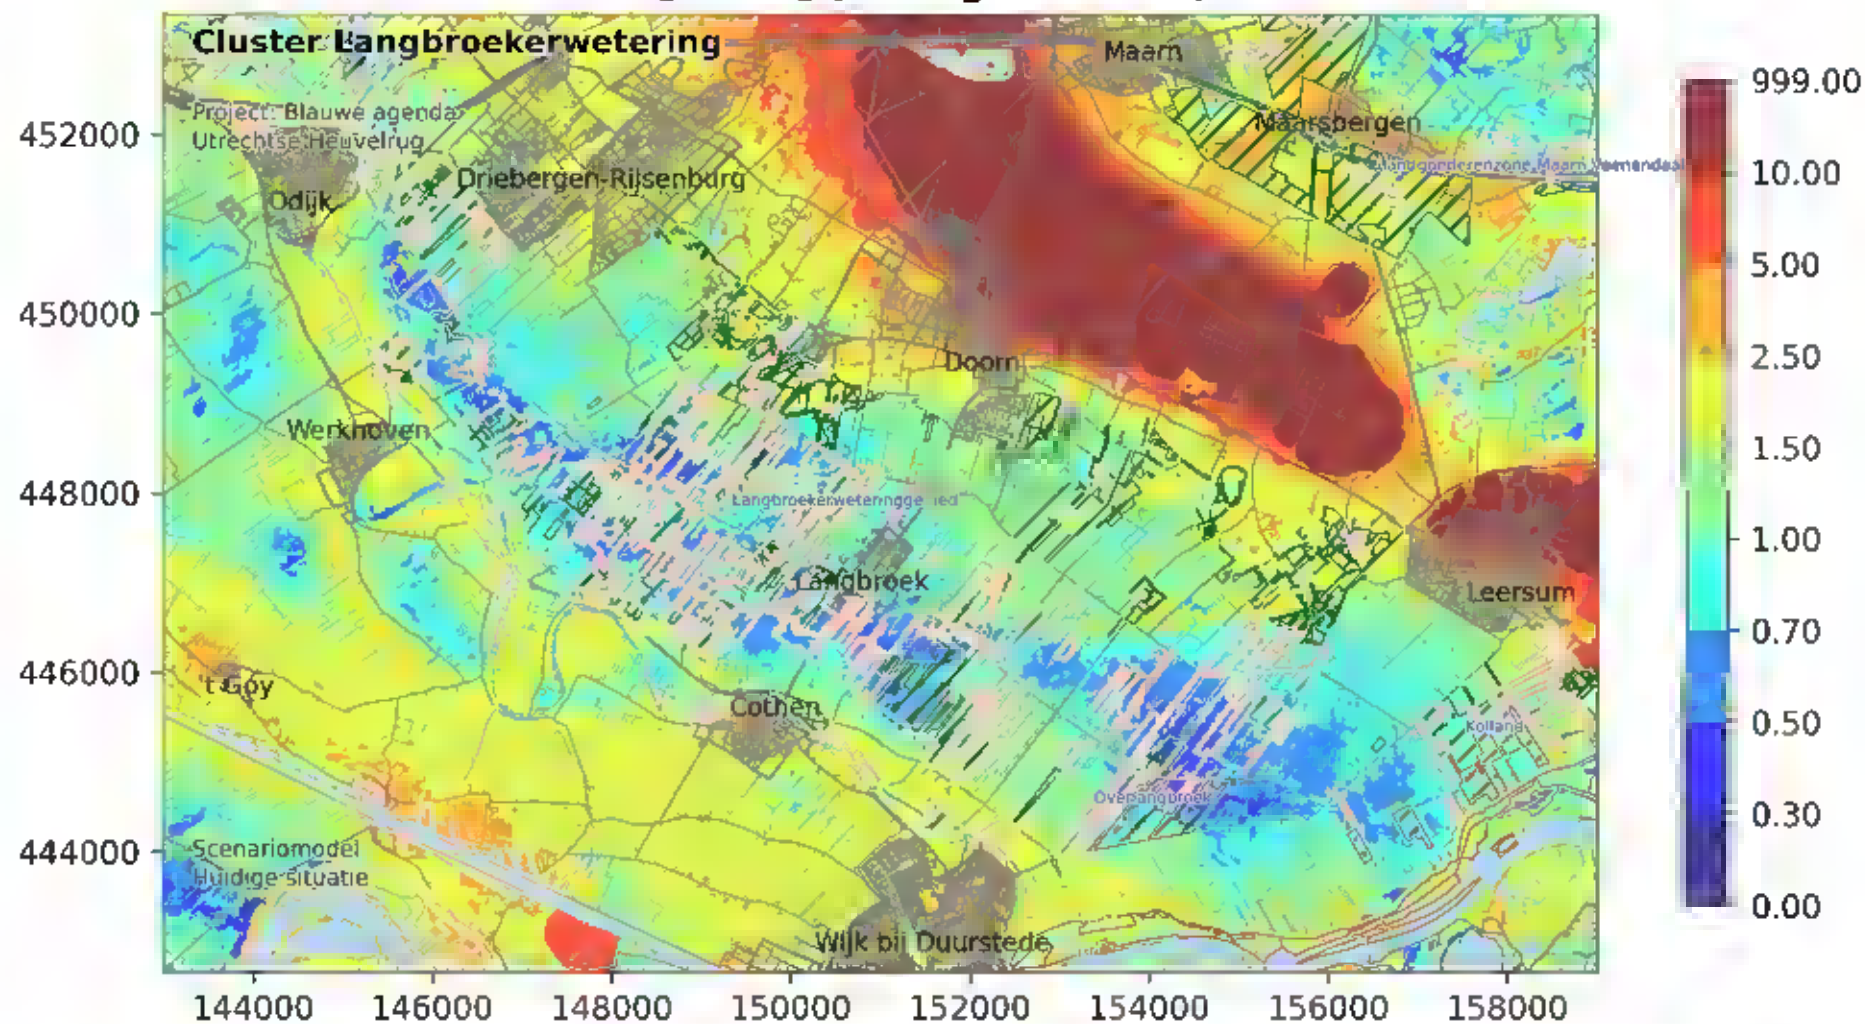 Cluster Langbroekerwetering
Maarn
999.00
Project: Blauwe agenda
Utrechtse Heuvelrug
452000
Maarsbergen
Landgoederenzone Maarn Veenendaal
10.00
Driebergen-Rijsenburg
Odijk
5.00
450000
2.50
Doorn
Werkhoven
1.50
448000
1.00
Langbroek
Leersum
0.70
446000
't Goy
Cothen
Kolland
0.50
Overlangbroek
0.30
444000
Scenariomodel
Huidige situatie
0.00
Wijk bij Duurstede
144000 146000 148000 150000 152000 154000 156000 158000